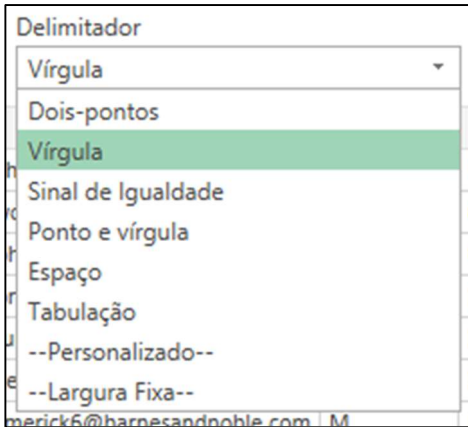 Delimitador
Vírgula
Dois-pontos
Vírgula
Sinal de Igualdade
Ponto e vírgula
Espaço
Tabulação
--Personalizado--
--Largura Fixa--
merick6@barnesandnoble.com M